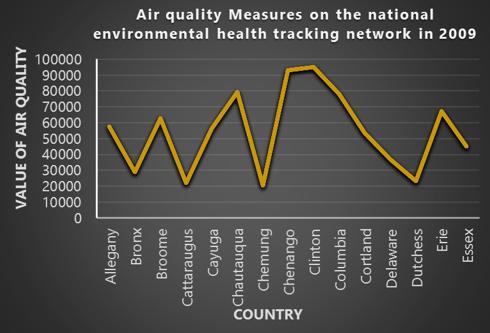 Air quality Measures on the national
environmental health tracking network in 2009
VALUE OF AIR QUALITY
100000
90000
80000
70000
60000
50000
40000
30000
20000
10000
0
Allegany
Bronx
Broome
Cattaraugus
Cayuga
Chautauqua
Chemung
Chenango
Clinton
Columbia
Cortland
Delaware
Dutchess
Erie
Essex
COUNTRY